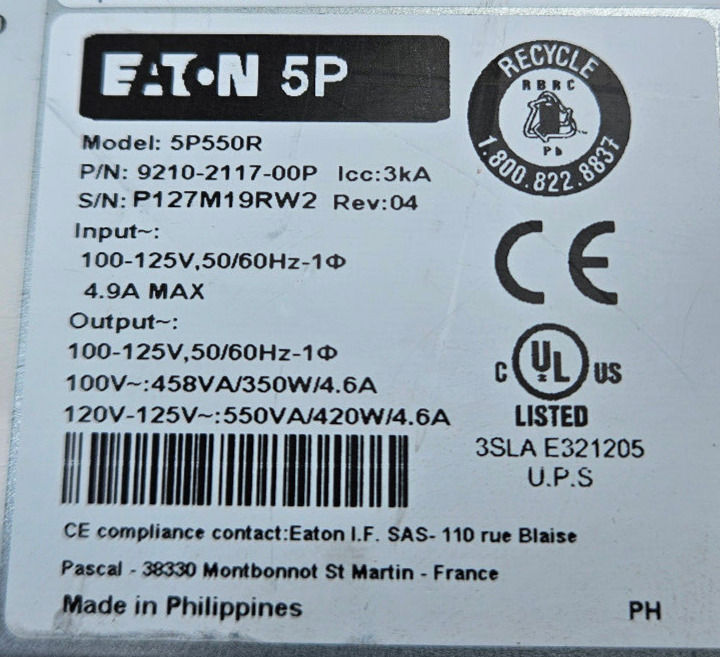 EATON 5P
Model: 5P550R
P/N: 9210-2117-00P Icc:3kA
S/N: P127M19RW2 Rev:04
Input~:
100-125V,50/60Hz-1Φ
4.9A MAX
Output~:
100-125V,50/60Hz-1Φ
100V~:458VA/350W/4.6A
120V-125V~:550VA/420W/4.6A
RECYCLE
RBRC
Pb
1.800.822.8837
CE
C UL US
LISTED
3SLA E321205
U.P.S
CE compliance contact:Eaton I.F. SAS- 110 rue Blaise
Pascal - 38330 Montbonnot St Martin - France
Made in Philippines PH